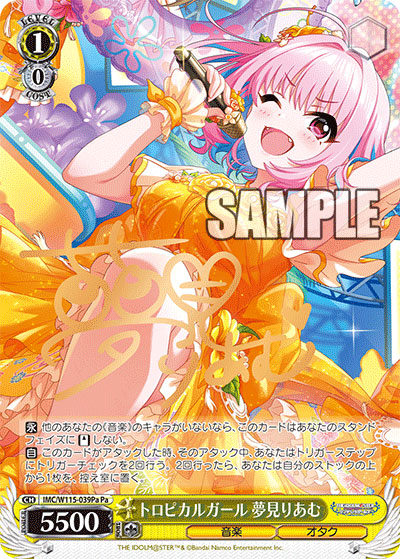 LEVEL
1
0
COST
SAMPLE
永 他のあなたの《音楽》のキャラがいないなら、このカードはあなたのスタンド
フェイズにスタンドしない。
自 このカードがアタックした時、そのアタック中、あなたはトリガーステップ
にトリガーチェックを2回行う。2回行ったら、あなたは自分のストックの上
から1枚を、控え室に置く。
CH IMC/W115-039Pa Pa
5500
トロピカルガール 夢見りあむ
音楽 オタク
THE IDOLM@STER™& ©Bandai Namco Entertainment Inc.